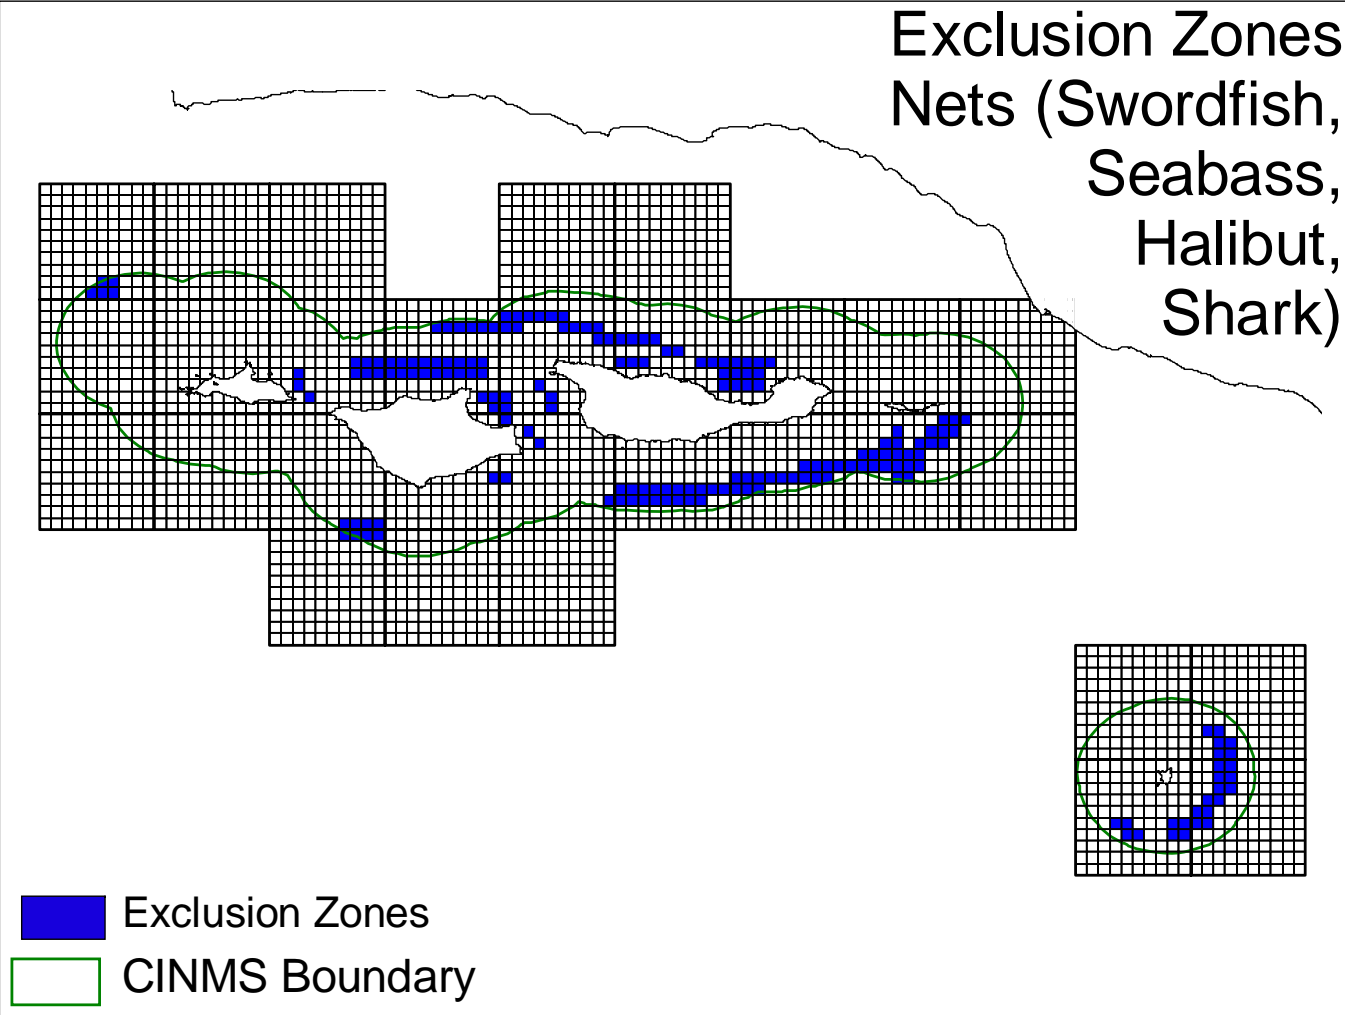 Exclusion Zones
Nets (Swordfish,
Seabass,
Halibut,
Shark)
Exclusion Zones
CINMS Boundary